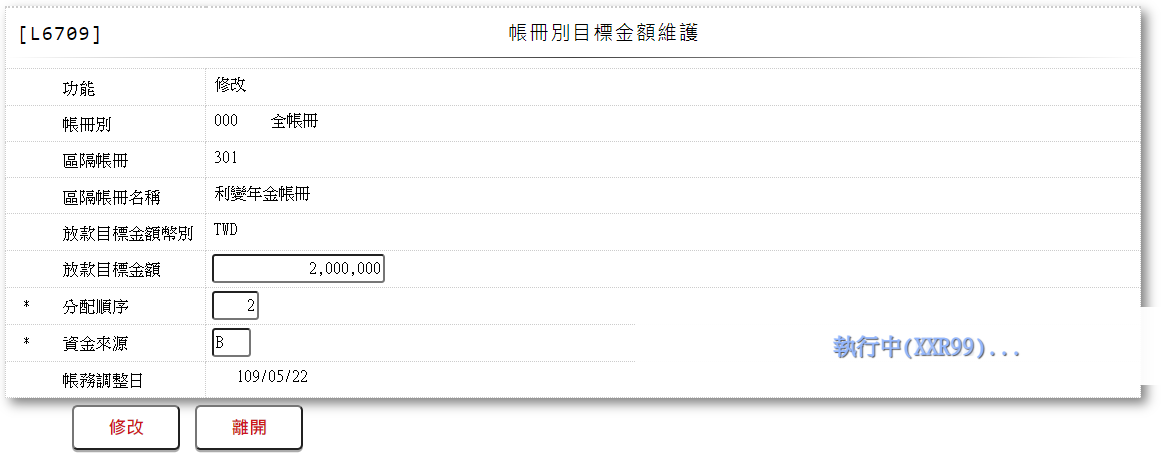 [L6709] 帳冊別目標金額維護
功能 修改
帳冊別 000 全帳冊
區隔帳冊 301
區隔帳冊名稱 利變年金帳冊
放款目標金額幣別 TWD
放款目標金額 2,000,000
* 分配順序 2
* 資金來源 B
執行中(XXR99)...
帳務調整日 109/05/22
修改 離開